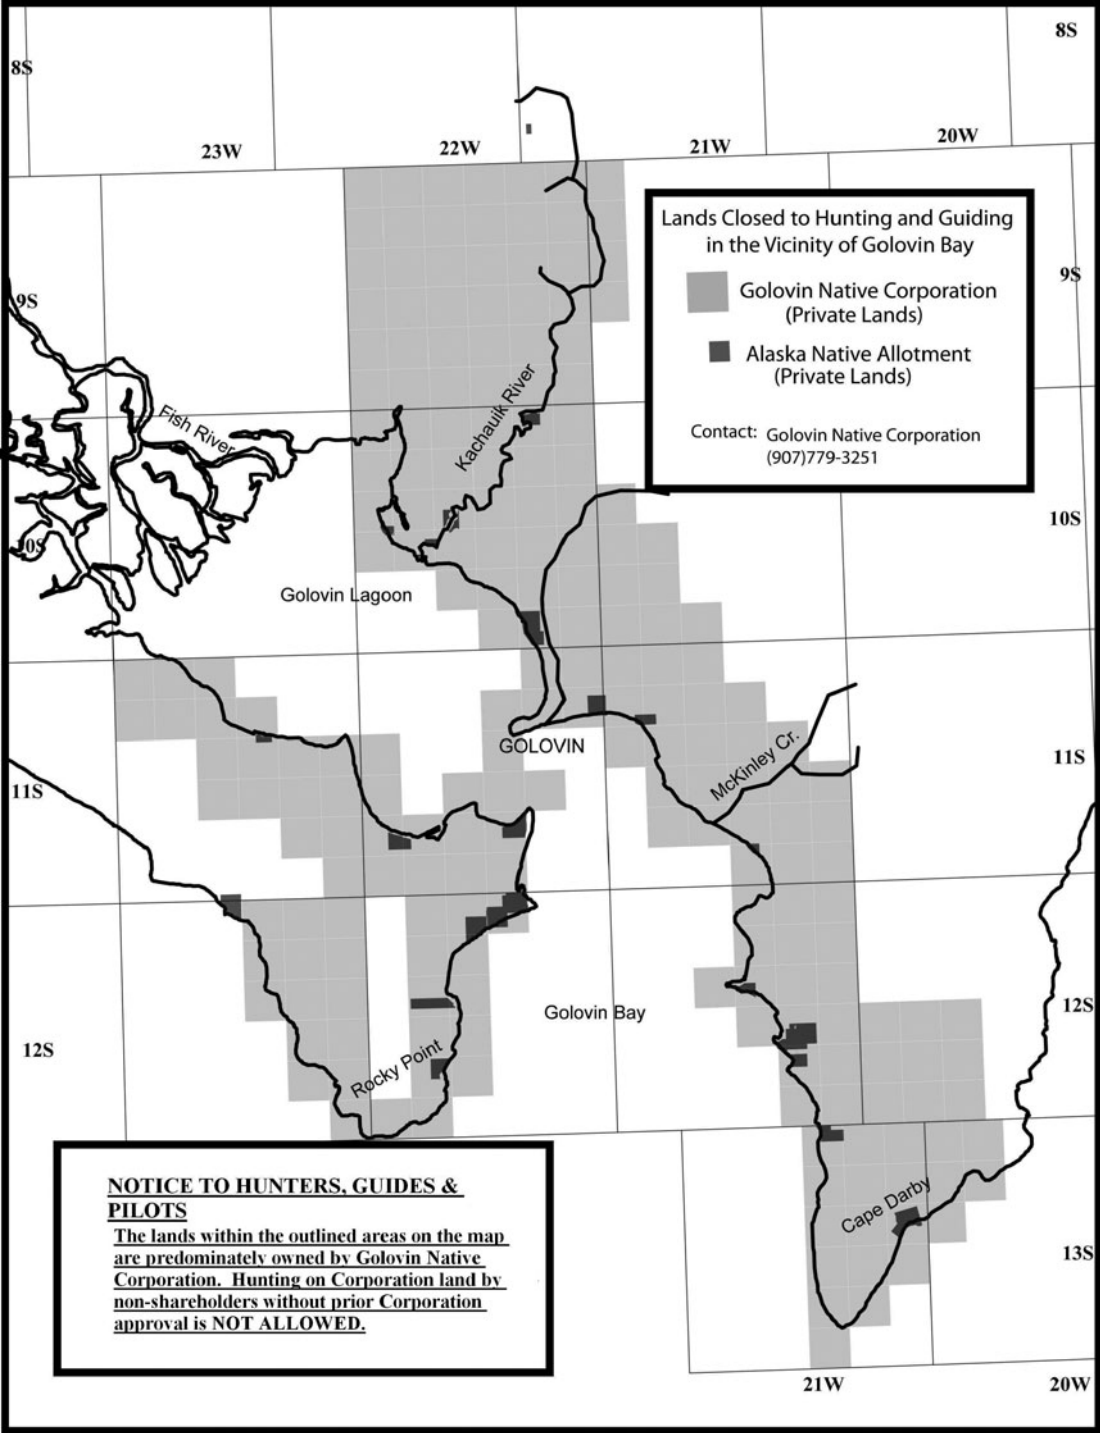 8S
8S
23W
22W
21W
20W
Lands Closed to Hunting and Guiding
in the Vicinity of Golovin Bay
Golovin Native Corporation
(Private Lands)
Alaska Native Allotment
(Private Lands)
Contact: Golovin Native Corporation
(907)779-3251
9S
9S
Fish River
Kachauik River
10S
10S
Golovin Lagoon
GOLOVIN
McKinley Cr.
11S
11S
Golovin Bay
12S
12S
Rocky Point
Cape Darby
13S
21W
20W
NOTICE TO HUNTERS, GUIDES &
PILOTS
The lands within the outlined areas on the map
are predominately owned by Golovin Native
Corporation. Hunting on Corporation land by
non-shareholders without prior Corporation
approval is NOT ALLOWED.